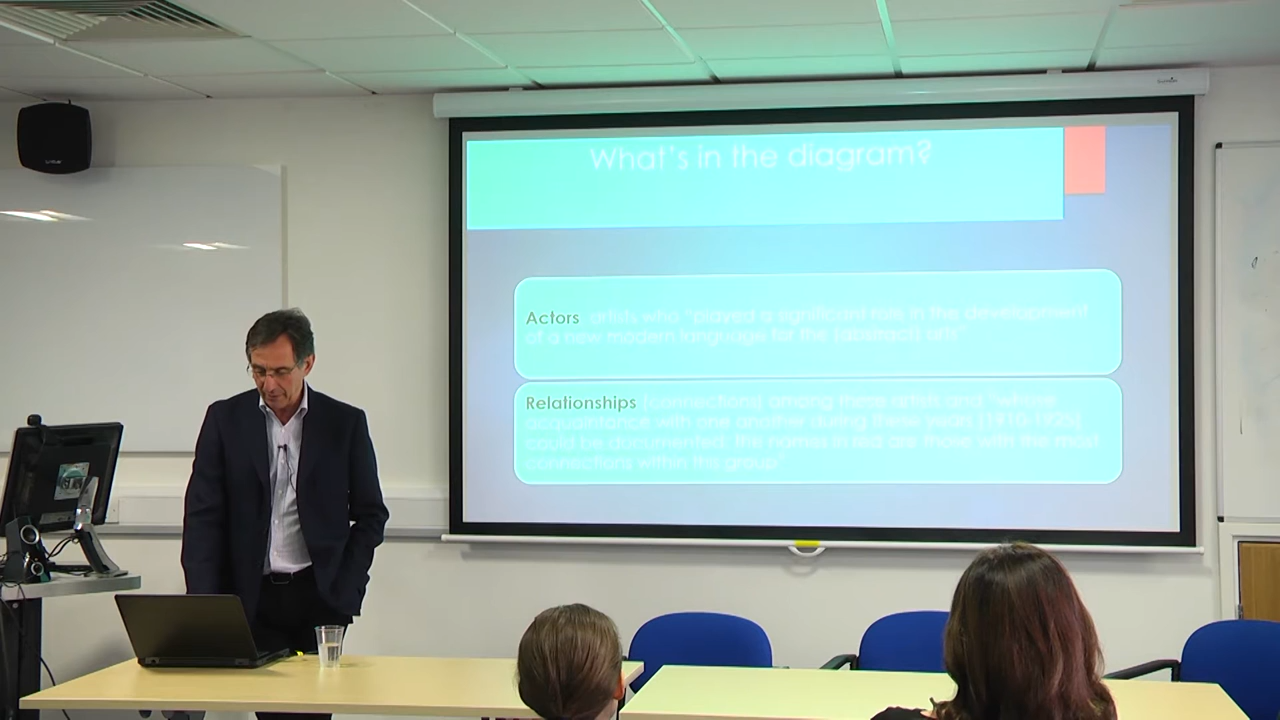 What's in the diagram?
Actors artists who "played a significant role in the development
of a new modern language for the (abstract) arts"
Relationships (connections) among these artists and "whose
acquaintance with one another during these years (1910-1925)
could be documented the names in red are those with the most
connections within this group"